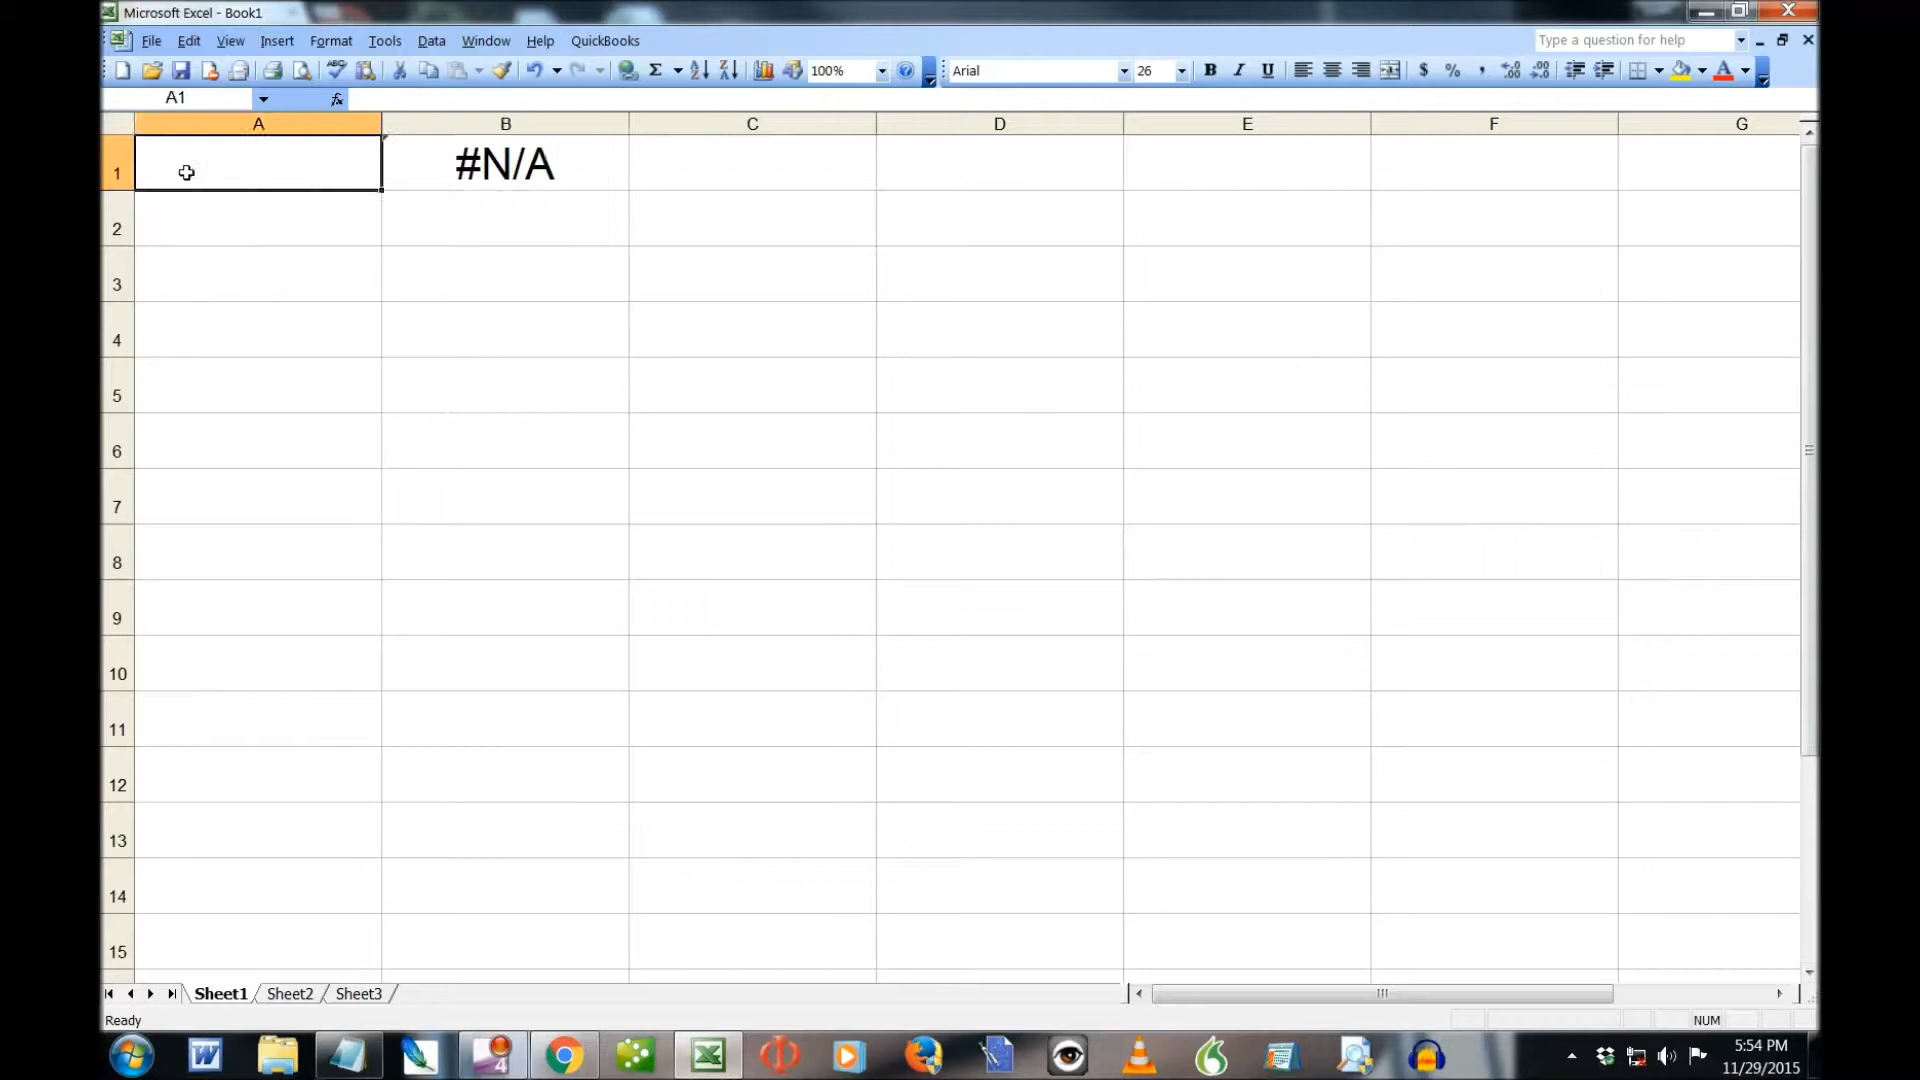 Microsoft Excel - Book1
File Edit View Insert Format Tools Data Window Help QuickBooks
Type a question for help
100%
Arial
26
B I U
$ % ,
A1
fx
A B C D E F G
1
#N/A
2
3
4
5
6
7
8
9
10
11
12
13
14
15
Sheet1 Sheet2 Sheet3
Ready
NUM
5:54 PM
11/29/2015